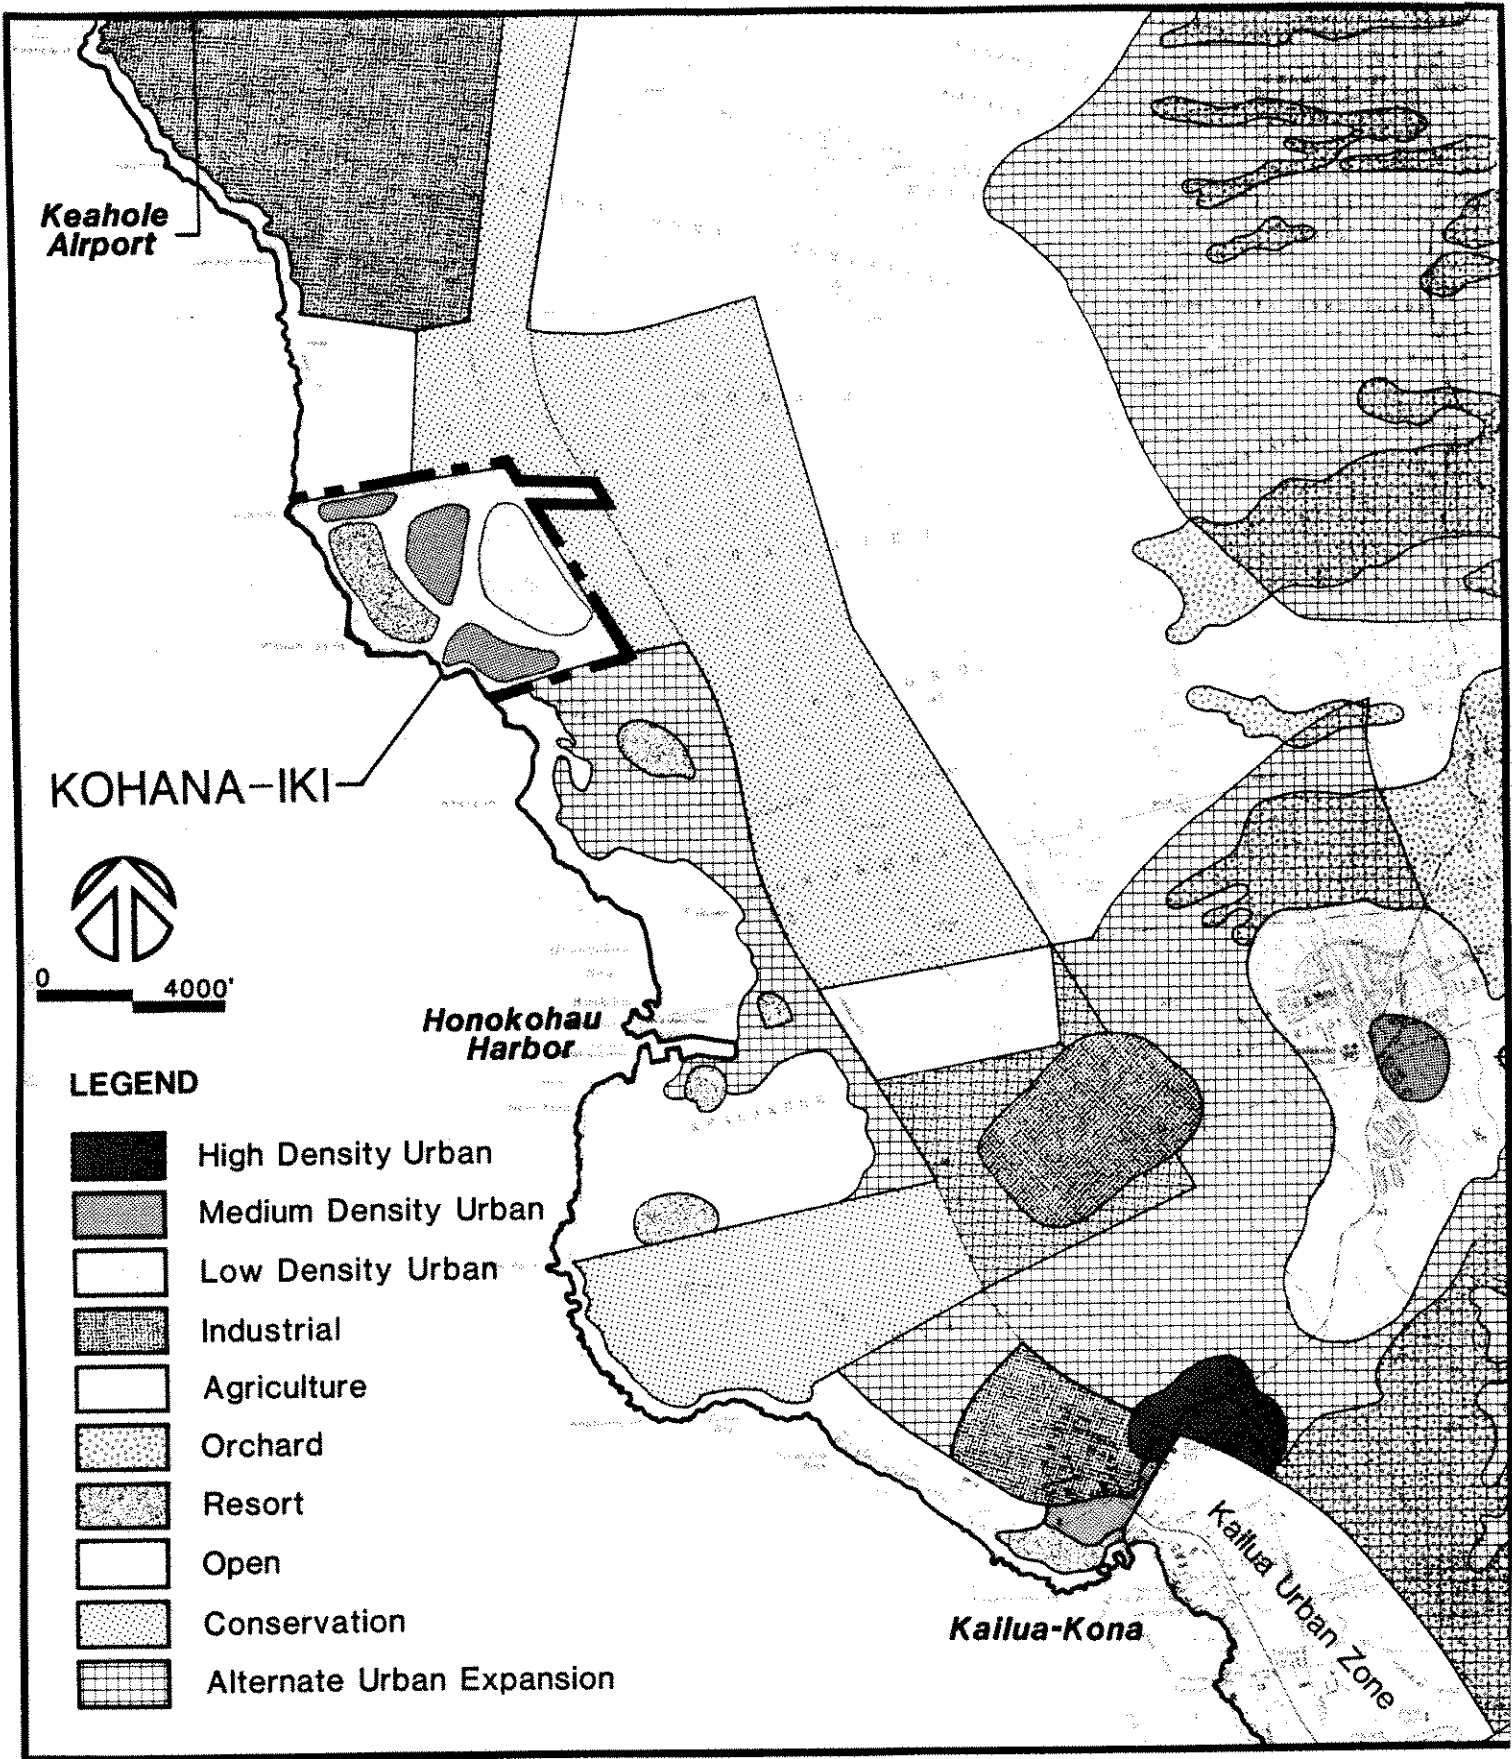 Keahole
Airport
KOHANA-IKI
0
4000'
Honokohau
Harbor
LEGEND
High Density Urban
Medium Density Urban
Low Density Urban
Industrial
Agriculture
Orchard
Resort
Open
Conservation
Alternate Urban Expansion
Kailua-Kona
Kailua Urban Zone